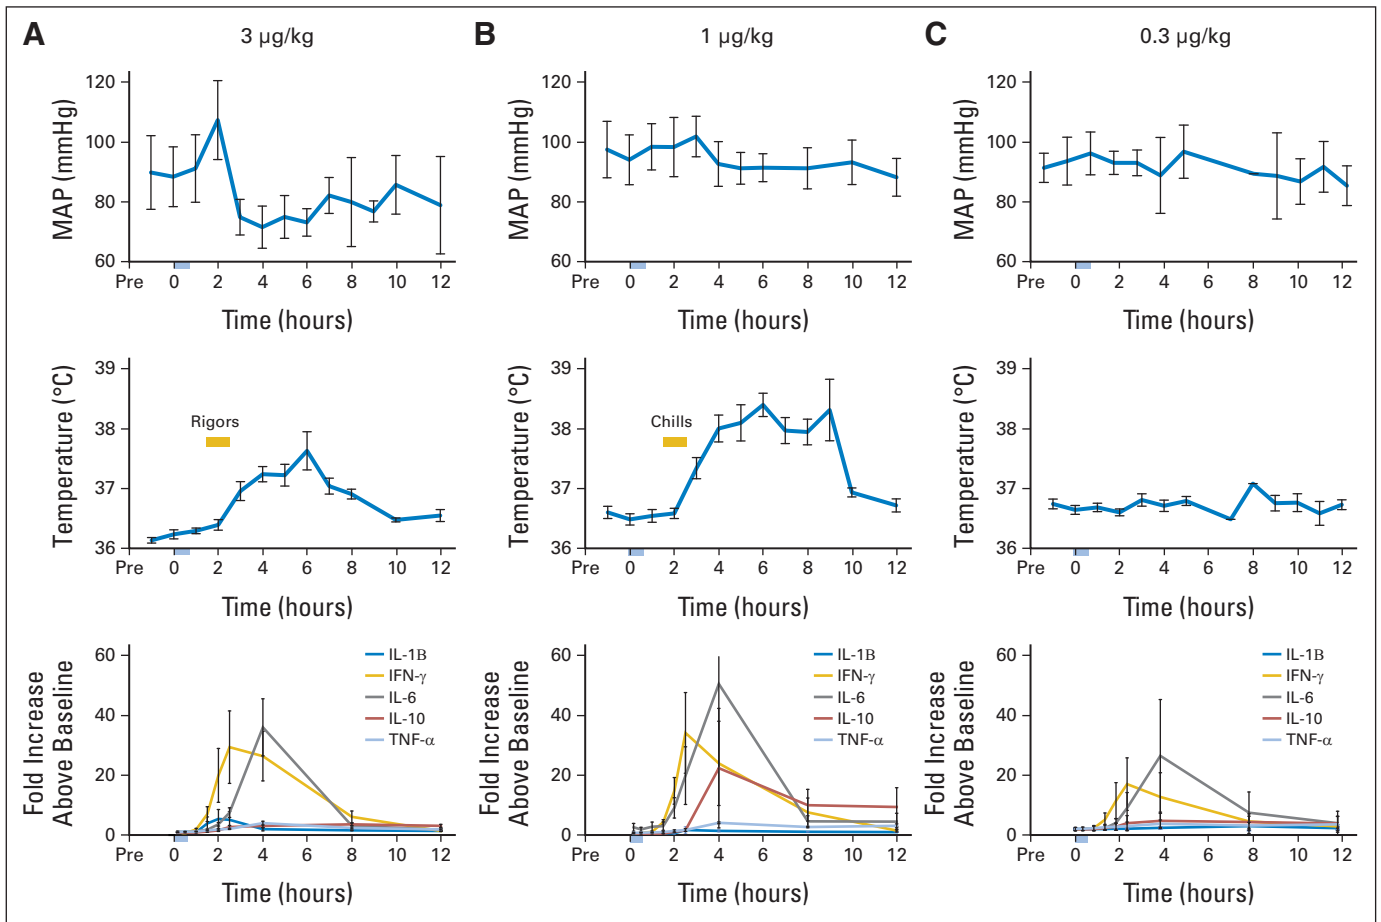 A
3 µg/kg
B
1 µg/kg
C
0.3 µg/kg
MAP (mmHg)
120
100
80
60
Pre 0 2 4 6 8 10 12
Time (hours)
MAP (mmHg)
120
100
80
60
Pre 0 2 4 6 8 10 12
Time (hours)
MAP (mmHg)
120
100
80
60
Pre 0 2 4 6 8 10 12
Time (hours)
Temperature (°C)
39
38
37
36
Rigors
Pre 0 2 4 6 8 10 12
Time (hours)
Temperature (°C)
39
38
37
36
Chills
Pre 0 2 4 6 8 10 12
Time (hours)
Temperature (°C)
39
38
37
36
Pre 0 2 4 6 8 10 12
Time (hours)
Fold Increase
Above Baseline
60
40
20
0
IL-1B
IFN-γ
IL-6
IL-10
TNF-α
Pre 0 2 4 6 8 10 12
Time (hours)
Fold Increase
Above Baseline
60
40
20
0
IL-1B
IFN-γ
IL-6
IL-10
TNF-α
Pre 0 2 4 6 8 10 12
Time (hours)
Fold Increase
Above Baseline
60
40
20
0
IL-1B
IFN-γ
IL-6
IL-10
TNF-α
Pre 0 2 4 6 8 10 12
Time (hours)